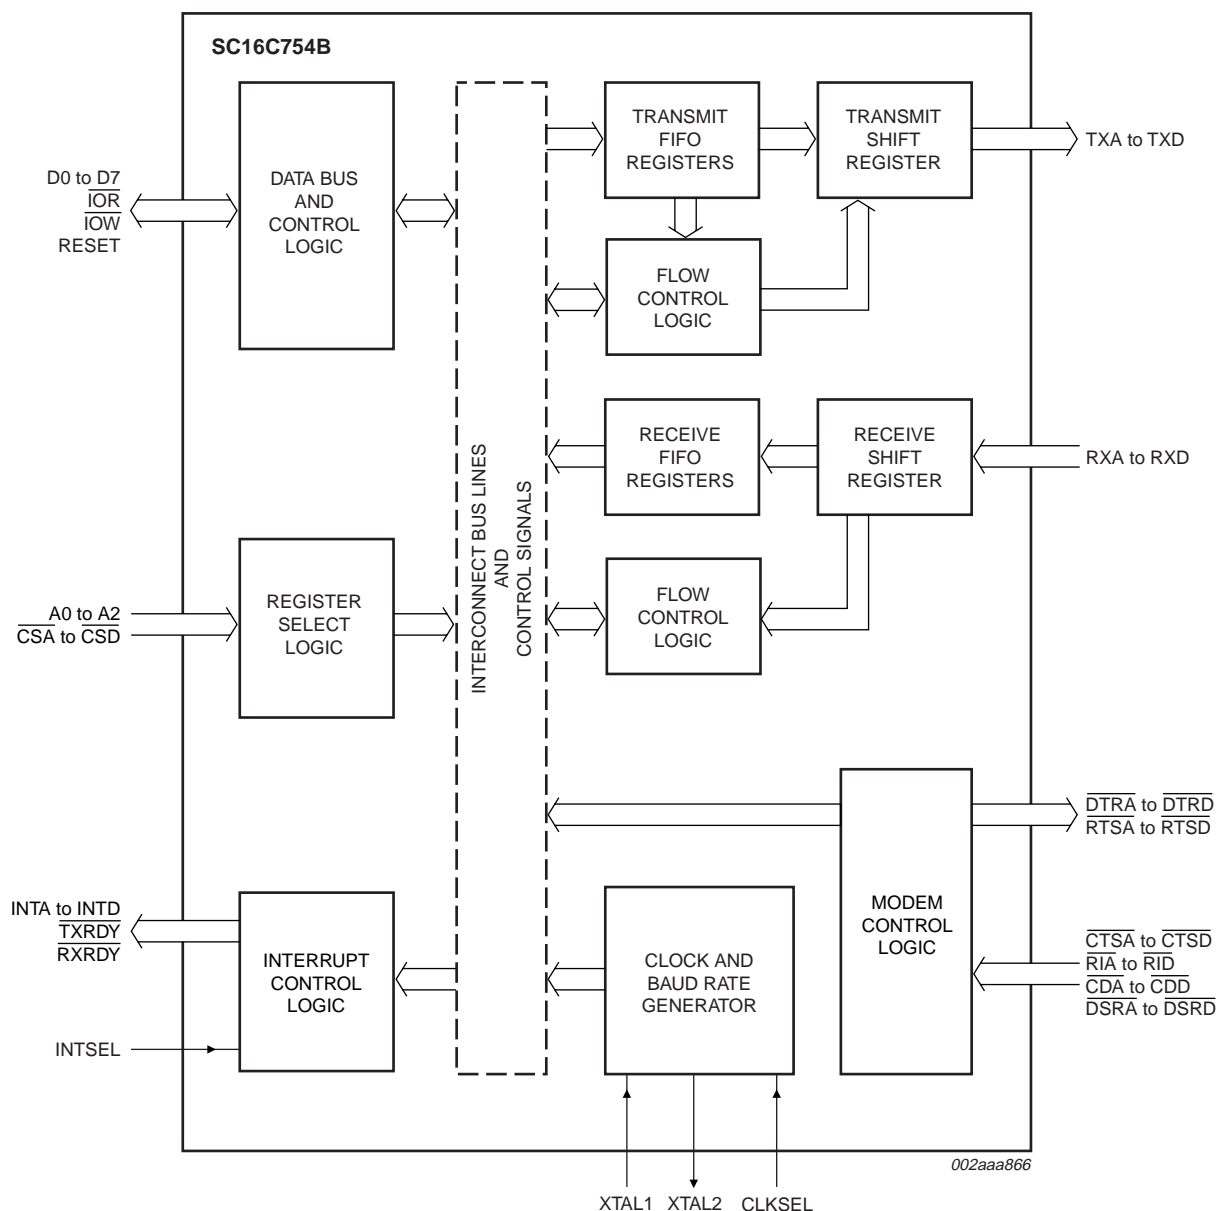 SC16C754B
D0 to D7
IOR
IOW
RESET
DATA BUS
AND
CONTROL
LOGIC
TRANSMIT
FIFO
REGISTERS
TRANSMIT
SHIFT
REGISTER
TXA to TXD
FLOW
CONTROL
LOGIC
INTERCONNECT BUS LINES
AND
CONTROL SIGNALS
RECEIVE
FIFO
REGISTERS
RECEIVE
SHIFT
REGISTER
RXA to RXD
A0 to A2
CSA to CSD
REGISTER
SELECT
LOGIC
FLOW
CONTROL
LOGIC
DTRA to DTRD
RTSA to RTSD
MODEM
CONTROL
LOGIC
CTSA to CTSD
RIA to RID
CDA to CDD
DSRA to DSRD
INTA to INTD
TXRDY
RXRDY
INTERRUPT
CONTROL
LOGIC
INTSEL
CLOCK AND
BAUD RATE
GENERATOR
XTAL1 XTAL2 CLKSEL
002aaa866